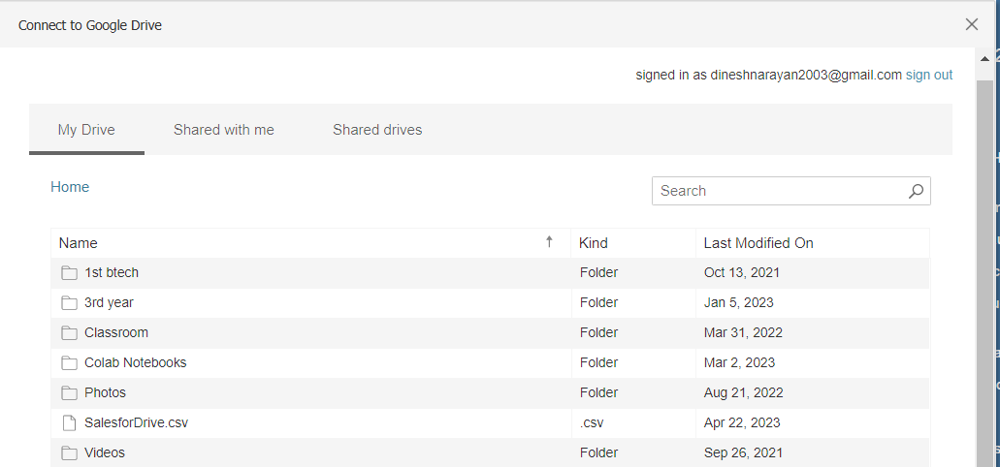 Connect to Google Drive
signed in as dineshnarayan2003@gmail.com sign out
My Drive Shared with me Shared drives
Home Search
Name Kind Last Modified On
1st btech Folder Oct 13, 2021
3rd year Folder Jan 5, 2023
Classroom Folder Mar 31, 2022
Colab Notebooks Folder Mar 2, 2023
Photos Folder Aug 21, 2022
SalesforDrive.csv .csv Apr 22, 2023
Videos Folder Sep 26, 2021